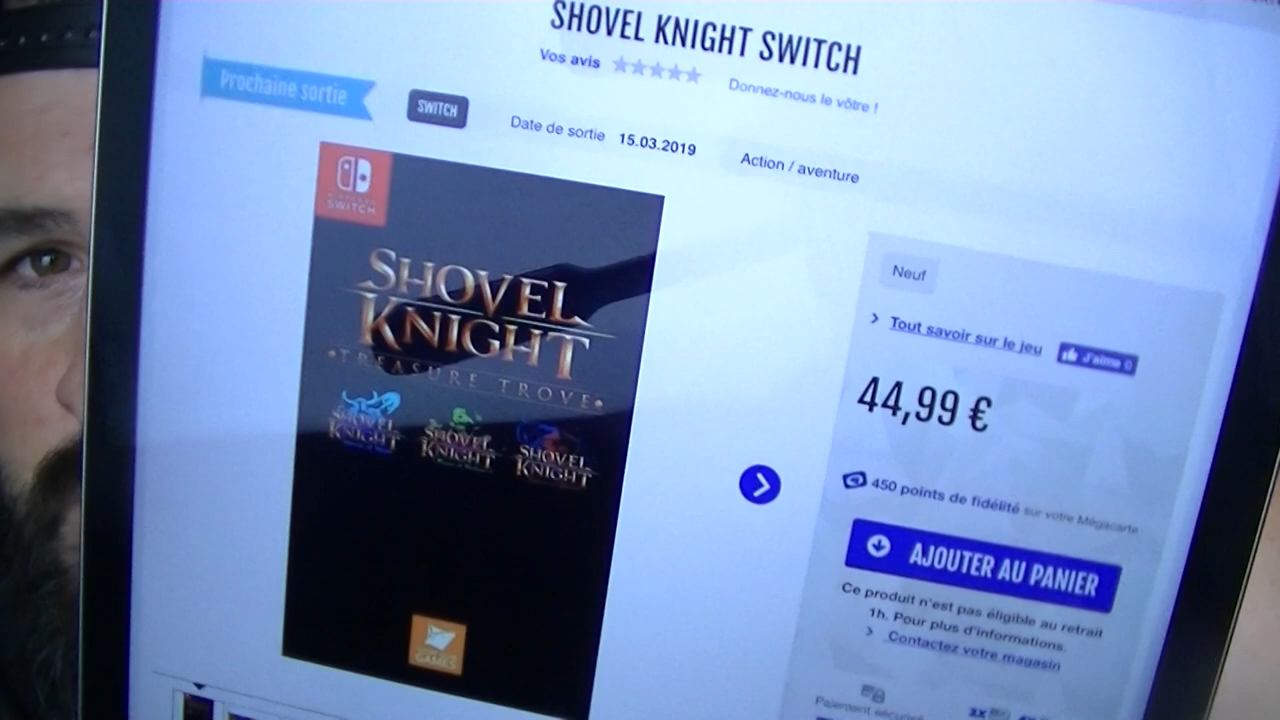 SHOVEL KNIGHT SWITCH
Vos avis
Donnez-nous le vôtre !
Prochaine sortie
SWITCH
Date de sortie 15.03.2019
Action / aventure
SWITCH
SHOVEL
KNIGHT
TREASURE TROVE
SHOVEL
KNIGHT
SHOVEL
KNIGHT
SHOVEL
KNIGHT
GAMES
Neuf
Tout savoir sur le jeu
J'aime 0
44,99 €
450 points de fidélité sur votre Mégacarte
AJOUTER AU PANIER
Ce produit n'est pas éligible au retrait
1h. Pour plus d'informations.
Contactez votre magasin
Paiement sécurisé